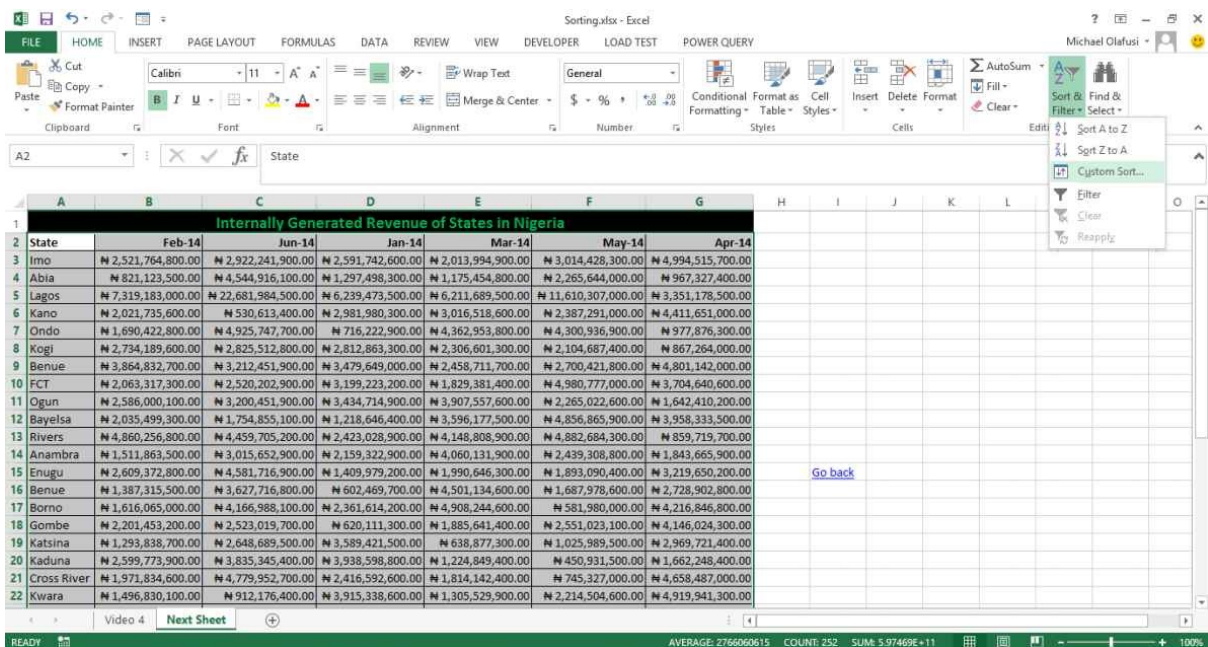 Sorting.xlsx - Excel
FILE HOME INSERT PAGE LAYOUT FORMULAS DATA REVIEW VIEW DEVELOPER LOAD TEST POWER QUERY Michael Olafusi
Paste
Cut
Copy
Format Painter
Clipboard
Calibri 11
B I U
Font
Wrap Text
Merge & Center
Alignment
General
$ % ,
Number
Conditional Formatting
Format as Table
Cell Styles
Styles
Insert Delete Format
Cells
AutoSum
Fill
Clear
Sort & Filter
Find & Select
Editi
Sort A to Z
Sort Z to A
Custom Sort...
Filter
Clear
Reapply
A2 fx State
A B C D E F G H I J K L O
1 Internally Generated Revenue of States in Nigeria
2 State Feb-14 Jun-14 Jan-14 Mar-14 May-14 Apr-14
3 Imo ₦ 2,521,764,800.00 ₦ 2,922,241,900.00 ₦ 2,591,742,600.00 ₦ 2,013,994,900.00 ₦ 3,014,428,300.00 ₦ 4,994,515,700.00
4 Abia ₦ 821,123,500.00 ₦ 4,544,916,100.00 ₦ 1,297,498,300.00 ₦ 1,175,454,800.00 ₦ 2,265,644,000.00 ₦ 967,327,400.00
5 Lagos ₦ 7,319,183,000.00 ₦ 22,681,984,500.00 ₦ 6,239,473,500.00 ₦ 6,211,689,500.00 ₦ 11,610,307,000.00 ₦ 3,351,178,500.00
6 Kano ₦ 2,021,735,600.00 ₦ 530,613,400.00 ₦ 2,981,980,300.00 ₦ 3,016,518,600.00 ₦ 2,387,291,000.00 ₦ 4,411,651,000.00
7 Ondo ₦ 1,690,422,800.00 ₦ 4,925,747,700.00 ₦ 716,222,900.00 ₦ 4,362,953,800.00 ₦ 4,300,936,900.00 ₦ 977,876,300.00
8 Kogi ₦ 2,734,189,600.00 ₦ 2,825,512,800.00 ₦ 2,812,863,300.00 ₦ 2,306,601,300.00 ₦ 2,104,687,400.00 ₦ 867,264,000.00
9 Benue ₦ 3,864,832,700.00 ₦ 3,212,451,900.00 ₦ 3,479,649,000.00 ₦ 2,458,711,700.00 ₦ 2,700,421,800.00 ₦ 4,801,142,000.00
10 FCT ₦ 2,063,317,300.00 ₦ 2,520,202,900.00 ₦ 3,199,223,200.00 ₦ 1,829,381,400.00 ₦ 4,980,777,000.00 ₦ 3,704,640,600.00
11 Ogun ₦ 2,586,000,100.00 ₦ 3,200,451,900.00 ₦ 3,434,714,900.00 ₦ 3,907,557,600.00 ₦ 2,265,022,600.00 ₦ 1,642,410,200.00
12 Bayelsa ₦ 2,035,499,300.00 ₦ 1,754,855,100.00 ₦ 1,218,646,400.00 ₦ 3,596,177,500.00 ₦ 4,856,865,900.00 ₦ 3,958,333,500.00
13 Rivers ₦ 4,860,256,800.00 ₦ 4,459,705,200.00 ₦ 2,423,028,900.00 ₦ 4,148,808,900.00 ₦ 4,882,684,300.00 ₦ 859,719,700.00
14 Anambra ₦ 1,511,863,500.00 ₦ 3,015,652,900.00 ₦ 2,159,322,900.00 ₦ 4,060,131,900.00 ₦ 2,439,308,800.00 ₦ 1,843,665,900.00
15 Enugu ₦ 2,609,372,800.00 ₦ 4,581,716,900.00 ₦ 1,409,979,200.00 ₦ 1,990,646,300.00 ₦ 1,893,090,400.00 ₦ 3,219,650,200.00 Go back
16 Benue ₦ 1,387,315,500.00 ₦ 3,627,716,800.00 ₦ 602,469,700.00 ₦ 4,501,134,600.00 ₦ 1,687,978,600.00 ₦ 2,728,902,800.00
17 Borno ₦ 1,616,065,000.00 ₦ 4,166,988,100.00 ₦ 2,361,614,200.00 ₦ 4,908,244,600.00 ₦ 581,980,000.00 ₦ 4,216,846,800.00
18 Gombe ₦ 2,201,453,200.00 ₦ 2,523,019,700.00 ₦ 620,111,300.00 ₦ 1,885,641,400.00 ₦ 2,551,023,100.00 ₦ 4,146,024,300.00
19 Katsina ₦ 1,293,838,700.00 ₦ 2,648,689,500.00 ₦ 3,589,421,500.00 ₦ 638,877,300.00 ₦ 1,025,989,500.00 ₦ 2,969,721,400.00
20 Kaduna ₦ 2,599,773,900.00 ₦ 3,835,345,400.00 ₦ 3,938,598,800.00 ₦ 1,224,849,400.00 ₦ 450,931,500.00 ₦ 1,662,248,400.00
21 Cross River ₦ 1,971,834,600.00 ₦ 4,779,952,700.00 ₦ 2,416,592,600.00 ₦ 1,814,142,400.00 ₦ 745,327,000.00 ₦ 4,658,487,000.00
22 Kwara ₦ 1,496,830,100.00 ₦ 912,176,400.00 ₦ 3,915,338,600.00 ₦ 1,305,529,900.00 ₦ 2,214,504,600.00 ₦ 4,919,941,300.00
Video 4 Next Sheet
READY AVERAGE: 2766060615 COUNT: 252 SUM: 5.97469E+11 100%